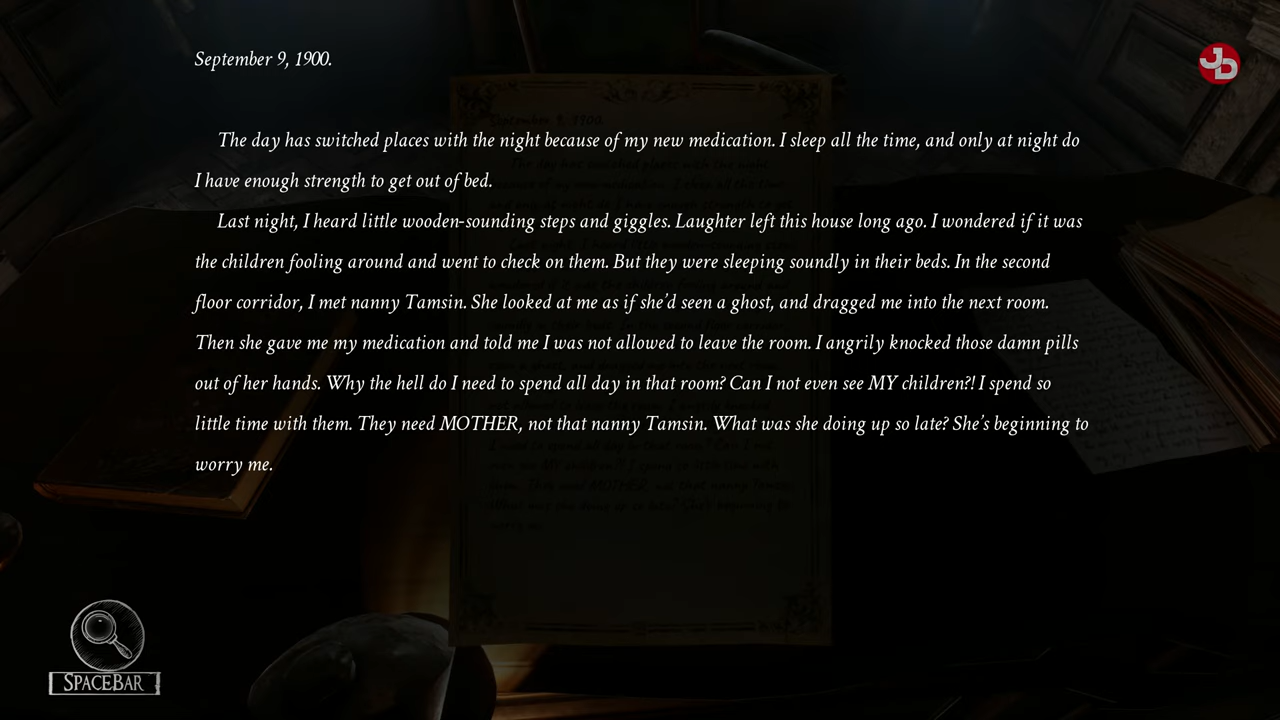 September 9, 1900.
JD
The day has switched places with the night because of my new medication. I sleep all the time, and only at night do
I have enough strength to get out of bed.
Last night, I heard little wooden-sounding steps and giggles. Laughter left this house long ago. I wondered if it was
the children fooling around and went to check on them. But they were sleeping soundly in their beds. In the second
floor corridor, I met nanny Tamsin. She looked at me as if she'd seen a ghost, and dragged me into the next room.
Then she gave me my medication and told me I was not allowed to leave the room. I angrily knocked those damn pills
out of her hands. Why the hell do I need to spend all day in that room? Can I not even see MY children?! I spend so
little time with them. They need MOTHER, not that nanny Tamsin. What was she doing up so late? She's beginning to
worry me.
SPACEBAR